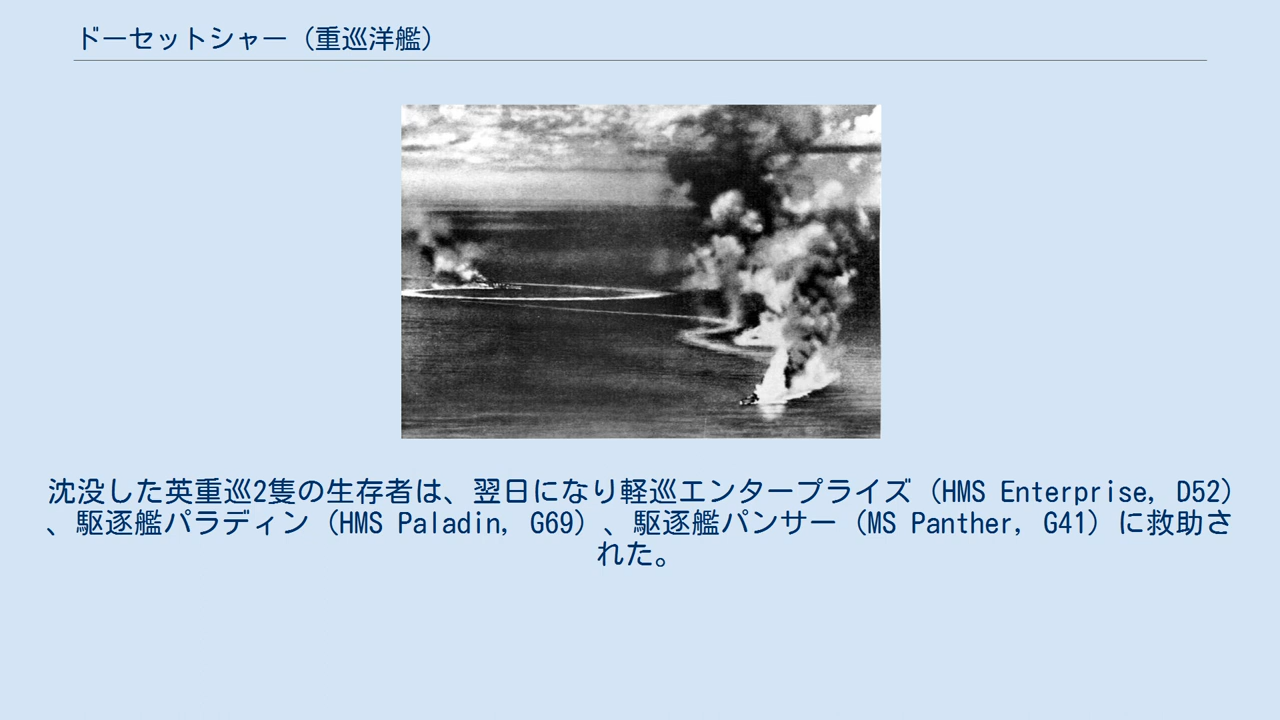 ドーセットシャー（重巡洋艦）
沈没した英重巡2隻の生存者は、翌日になり軽巡エンタープライズ（HMS Enterprise, D52）
、駆逐艦パラディン（HMS Paladin, G69）、駆逐艦パンサー（MS Panther, G41）に救助さ
れた。